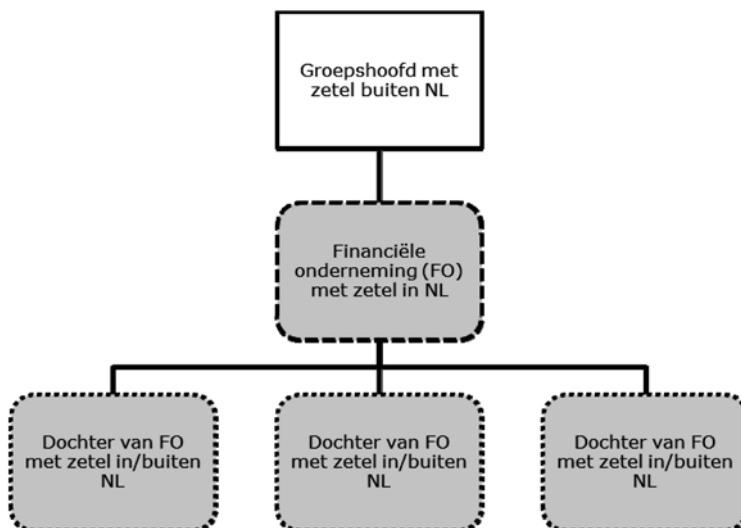 Groepshoofd met
zetel buiten NL
Financiële
onderneming (FO)
met zetel in NL
Dochter van FO
met zetel in/buiten
NL
Dochter van FO
met zetel in/buiten
NL
Dochter van FO
met zetel in/buiten
NL